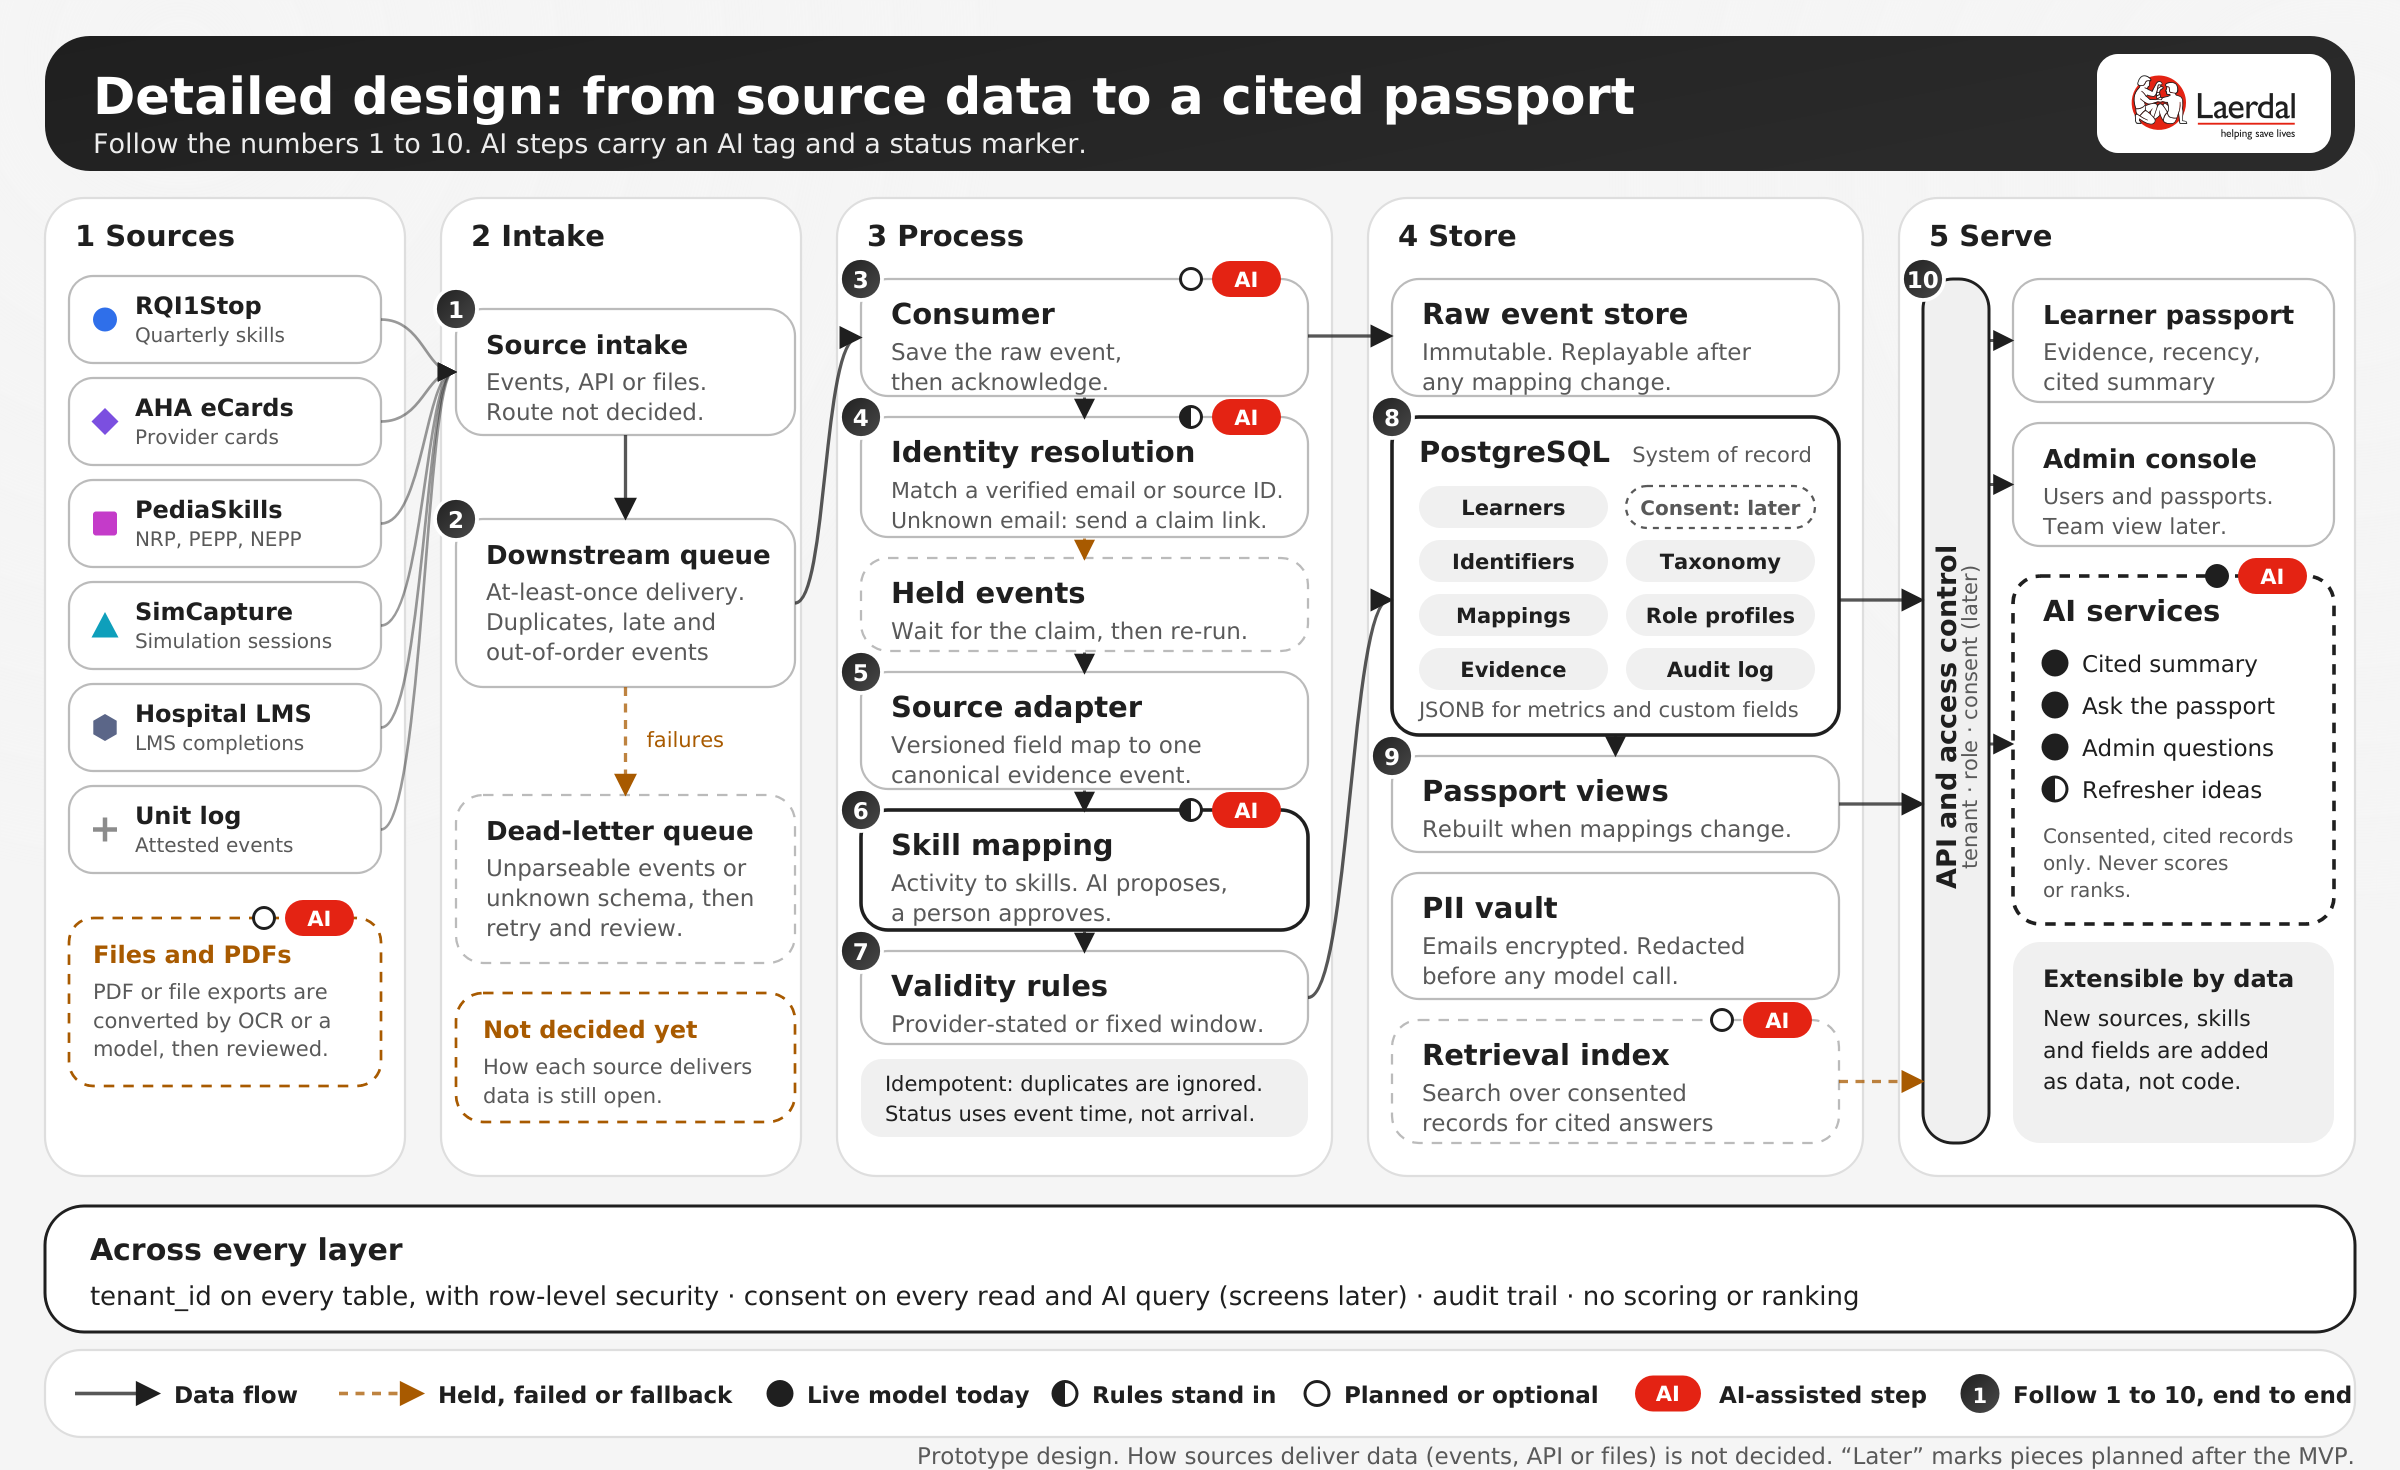 Detailed design: from source data to a cited passport
Follow the numbers 1 to 10. AI steps carry an AI tag and a status marker.
Laerdal
helping save lives
1 Sources
RQI1Stop
Quarterly skills
AHA eCards
Provider cards
PediaSkills
NRP, PEPP, NEPP
SimCapture
Simulation sessions
Hospital LMS
LMS completions
Unit log
Attested events
AI
Files and PDFs
PDF or file exports are
converted by OCR or a
model, then reviewed.
2 Intake
1
Source intake
Events, API or files.
Route not decided.
2
Downstream queue
At-least-once delivery.
Duplicates, late and
out-of-order events
failures
Dead-letter queue
Unparseable events or
unknown schema, then
retry and review.
Not decided yet
How each source delivers
data is still open.
3 Process
3
AI
Consumer
Save the raw event,
then acknowledge.
4
AI
Identity resolution
Match a verified email or source ID.
Unknown email: send a claim link.
Held events
Wait for the claim, then re-run.
5
Source adapter
Versioned field map to one
canonical evidence event.
6
AI
Skill mapping
Activity to skills. AI proposes,
a person approves.
7
Validity rules
Provider-stated or fixed window.
Idempotent: duplicates are ignored.
Status uses event time, not arrival.
4 Store
Raw event store
Immutable. Replayable after
any mapping change.
8
PostgreSQL System of record
Learners
Consent: later
Identifiers
Taxonomy
Mappings
Role profiles
Evidence
Audit log
JSONB for metrics and custom fields
9
Passport views
Rebuilt when mappings change.
PII vault
Emails encrypted. Redacted
before any model call.
AI
Retrieval index
Search over consented
records for cited answers
5 Serve
10
API and access control
tenant · role · consent (later)
Learner passport
Evidence, recency,
cited summary
Admin console
Users and passports.
Team view later.
AI
AI services
Cited summary
Ask the passport
Admin questions
Refresher ideas
Consented, cited records
only. Never scores
or ranks.
Extensible by data
New sources, skills
and fields are added
as data, not code.
Across every layer
tenant_id on every table, with row-level security · consent on every read and AI query (screens later) · audit trail · no scoring or ranking
Data flow
Held, failed or fallback
Live model today
Rules stand in
Planned or optional
AI
AI-assisted step
1
Follow 1 to 10, end to end
Prototype design. How sources deliver data (events, API or files) is not decided. “Later” marks pieces planned after the MVP.